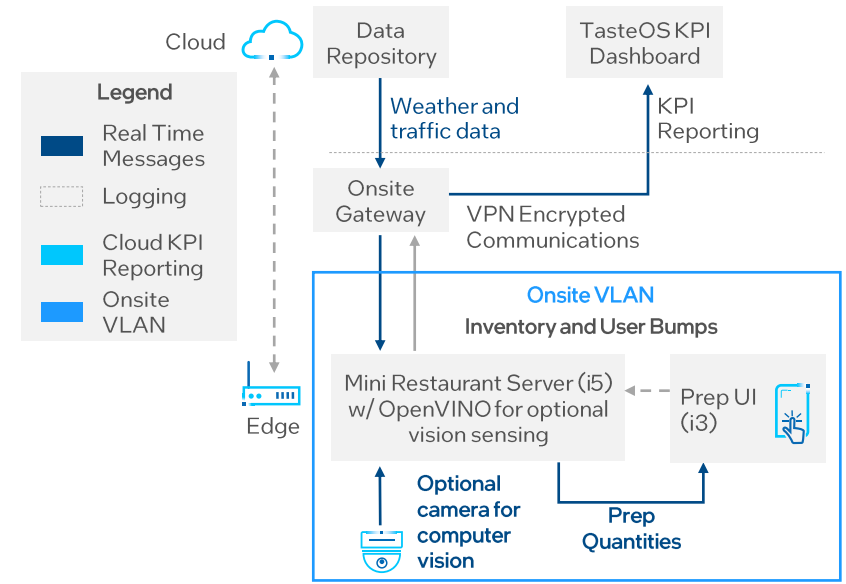 Cloud
Data
Repository
TasteOS KPI
Dashboard
Legend
Real Time
Messages
Logging
Cloud KPI
Reporting
Onsite
VLAN
Weather and
traffic data
KPI
Reporting
Onsite
Gateway
VPN Encrypted
Communications
Onsite VLAN
Inventory and User Bumps
Mini Restaurant Server (i5)
w/ OpenVINO for optional
vision sensing
Prep UI
(i3)
Edge
Optional
camera for
computer
vision
Prep
Quantities